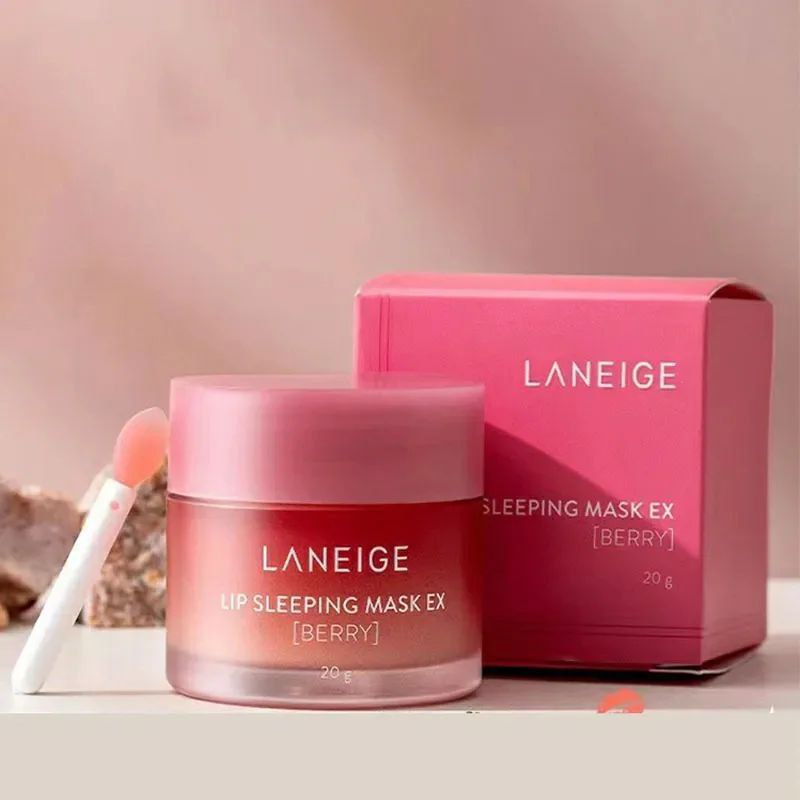 LANEIGE
SLEEPING MASK EX
[BERRY]
20 g
LANEIGE
LIP SLEEPING MASK EX
[BERRY]
20 g